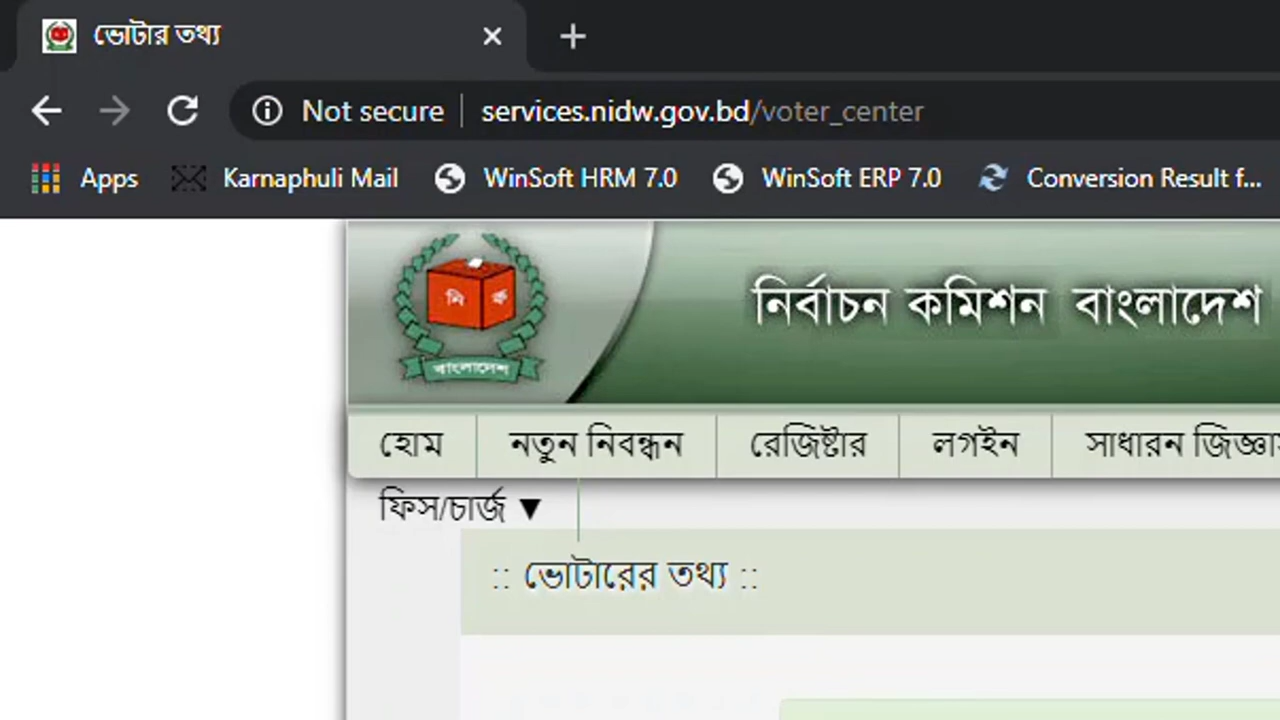 ভোটার তথ্য
Not secure services.nidw.gov.bd/voter_center
Apps Karnaphuli Mail WinSoft HRM 7.0 WinSoft ERP 7.0 Conversion Result f...
নি ক
বাংলাদেশ
নির্বাচন কমিশন বাংলাদেশ
হোম নতুন নিবন্ধন রেজিষ্টার লগইন সাধারন
ফিস/চার্জ ▼
:: ভোটারের তথ্য ::